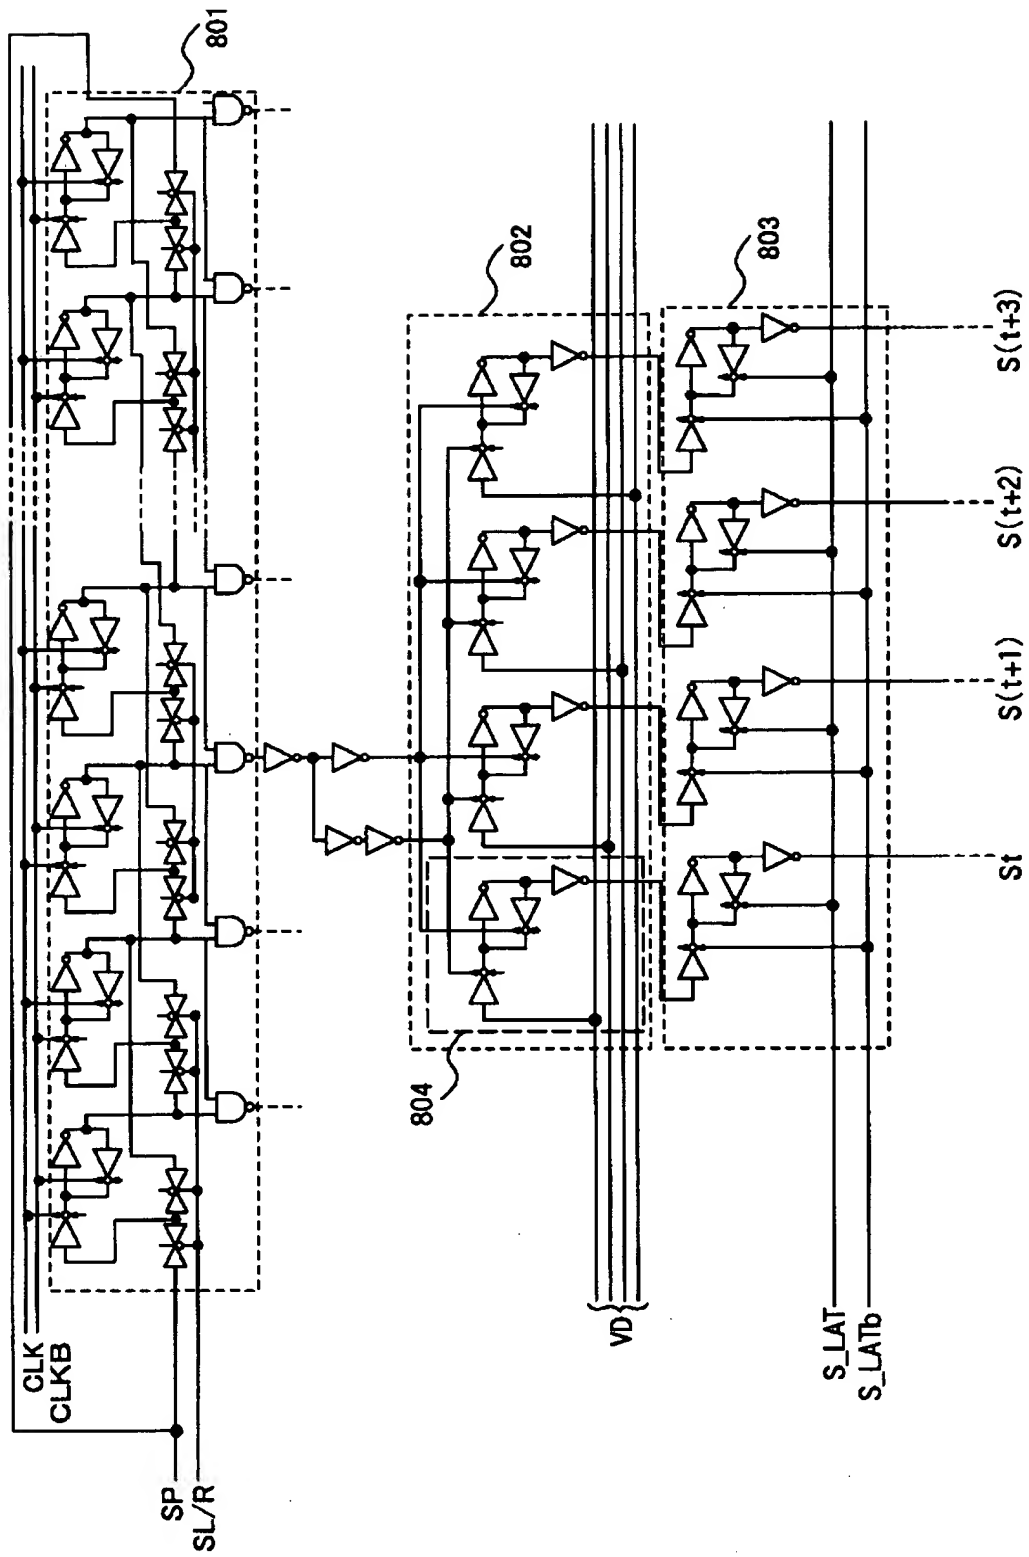 801
CLK
CLKB
SP
SL/R
802
804
VD
803
S_LAT
S_LATb
St
S(t+1)
S(t+2)
S(t+3)